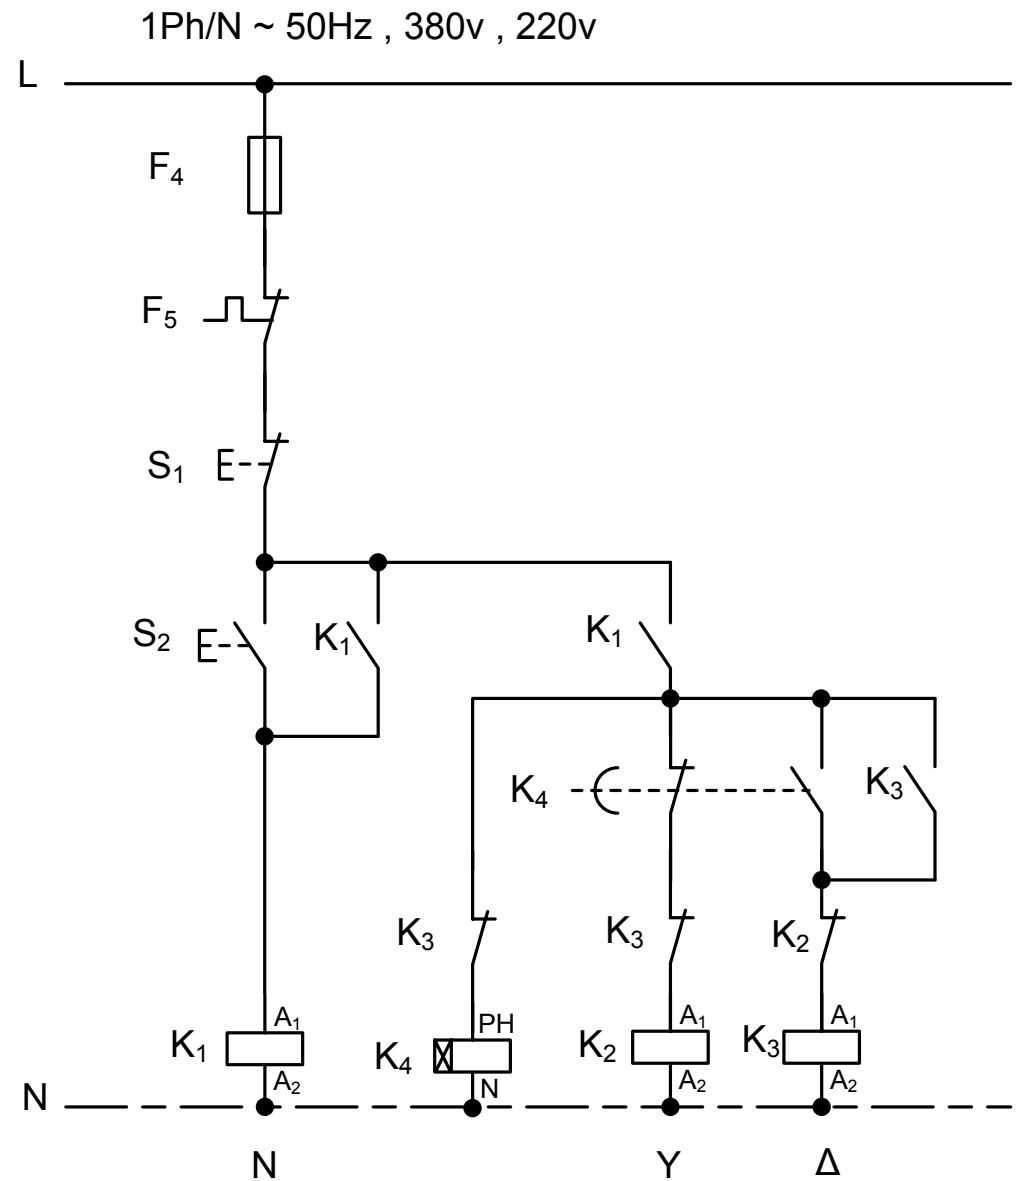 1Ph/N ~ 50Hz , 380v , 220v
L
F₄
F₅
S₁
S₂
K₁
K₁
K₄
K₃
K₃
K₃
K₂
K₁
A₁
A₂
K₄
PH
N
K₂
A₁
A₂
K₃
A₁
A₂
N
N
Y
Δ